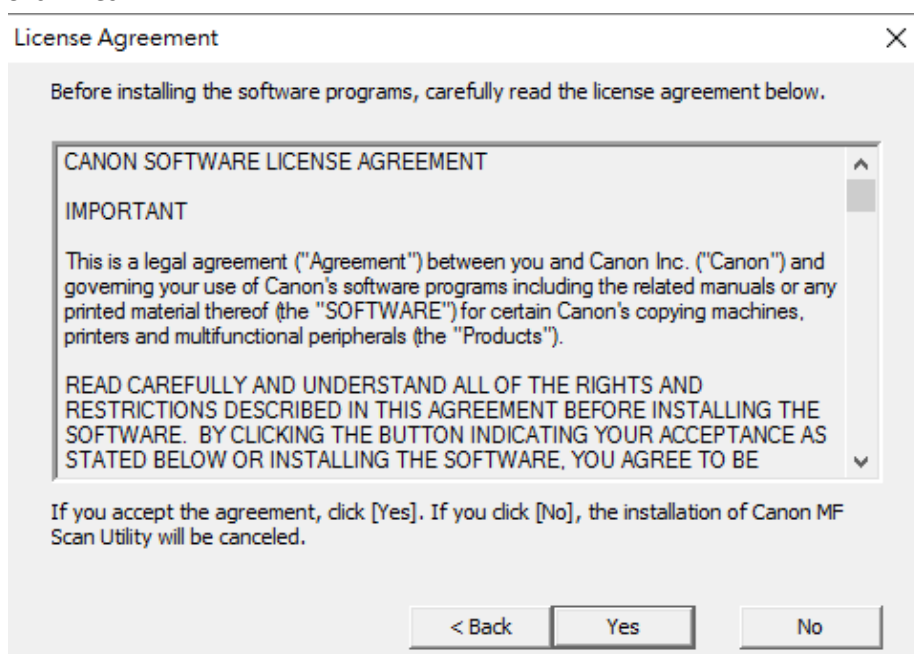 License Agreement
Before installing the software programs, carefully read the license agreement below.
CANON SOFTWARE LICENSE AGREEMENT
IMPORTANT
This is a legal agreement ("Agreement") between you and Canon Inc. ("Canon") and
governing your use of Canon's software programs including the related manuals or any
printed material thereof (the "SOFTWARE") for certain Canon's copying machines,
printers and multifunctional peripherals (the "Products").
READ CAREFULLY AND UNDERSTAND ALL OF THE RIGHTS AND
RESTRICTIONS DESCRIBED IN THIS AGREEMENT BEFORE INSTALLING THE
SOFTWARE. BY CLICKING THE BUTTON INDICATING YOUR ACCEPTANCE AS
STATED BELOW OR INSTALLING THE SOFTWARE, YOU AGREE TO BE
If you accept the agreement, click [Yes]. If you click [No], the installation of Canon MF
Scan Utility will be canceled.
< Back Yes No